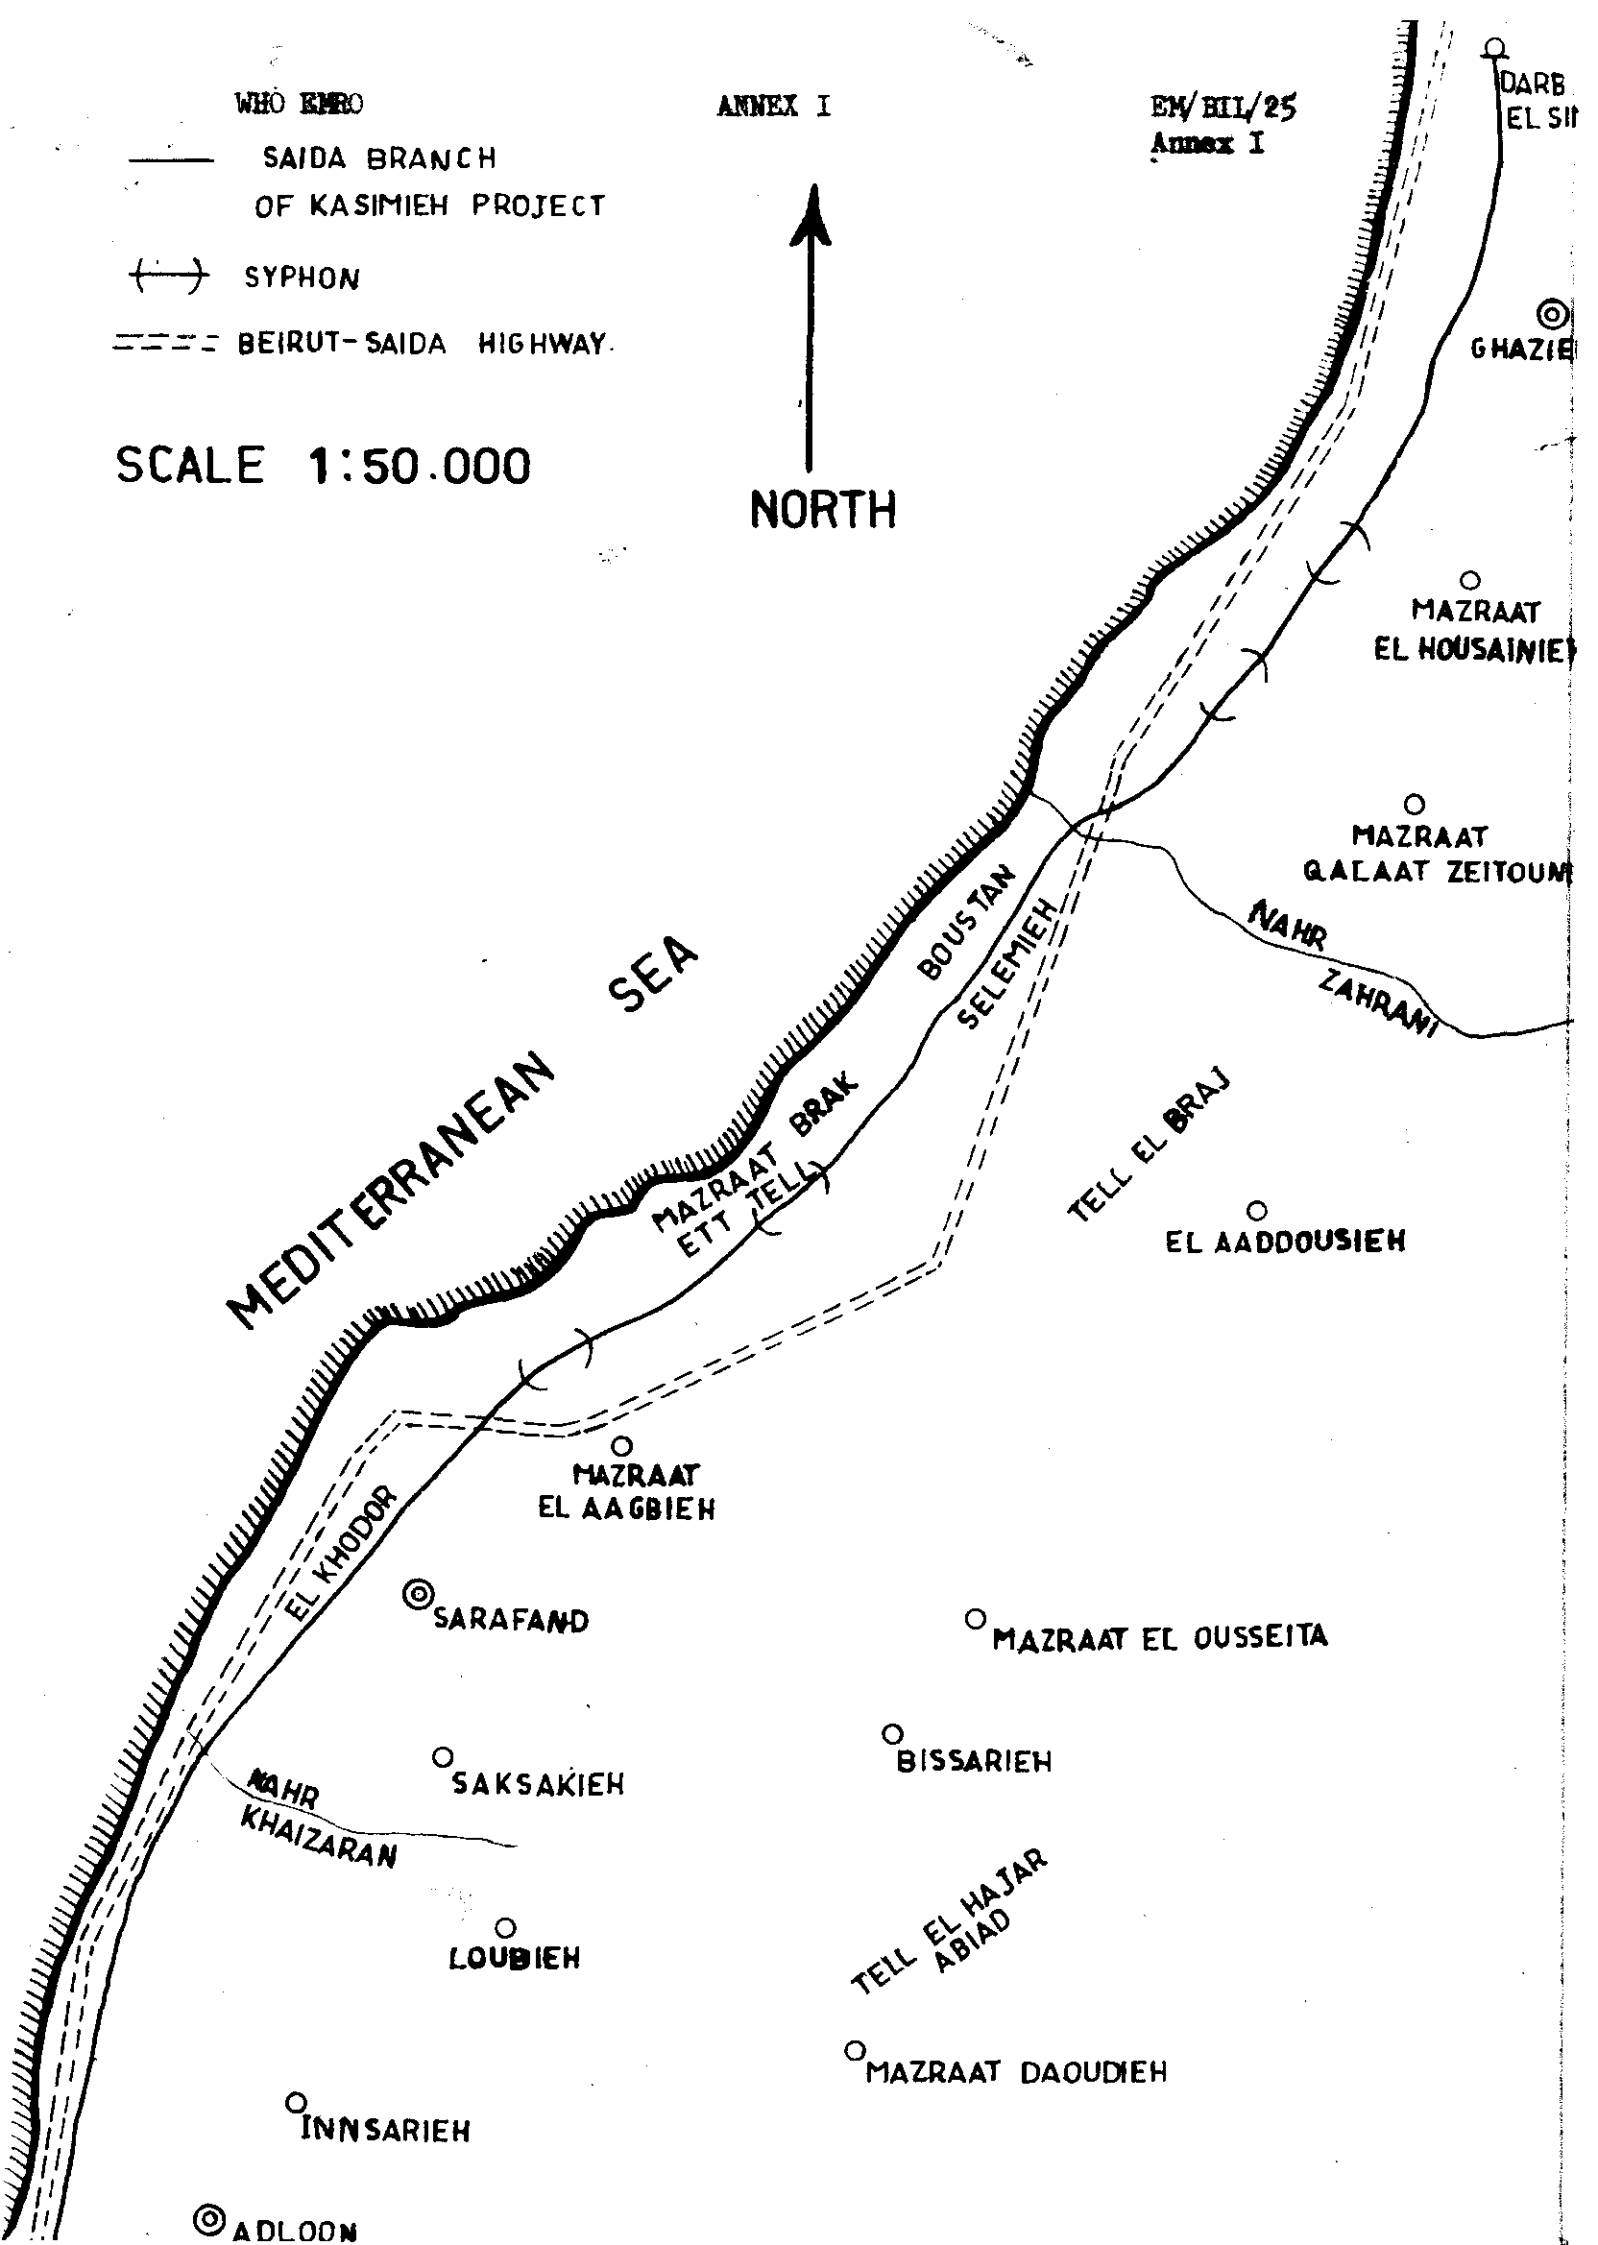 WHO EMRO
ANNEX I
EM/BIL/25
Annex I
SAIDA BRANCH
OF KASIMIEH PROJECT
SYPHON
BEIRUT-SAIDA HIGHWAY.
SCALE 1:50.000
NORTH
DARB
EL SI
GHAZIE
MAZRAAT
EL HOUSAINIE
MAZRAAT
QALAAT ZEITOUN
NAHR
ZAHRANI
BOUSTAN
SELEMIEH
MEDITERRANEAN SEA
MAZRAAT BRAK
ETT TELL
TELL EL BRAJ
EL AADDOUSIEH
MAZRAAT
EL AAGBIEH
EL KHODOR
SARAFAND
MAZRAAT EL OUSSEITA
BISSARIEH
SAKSAKIEH
NAHR
KHAIZARAN
LOUBIEH
TELL EL HAJAR
ABIAD
MAZRAAT DAOUDIEH
INNSARIEH
ADLOON